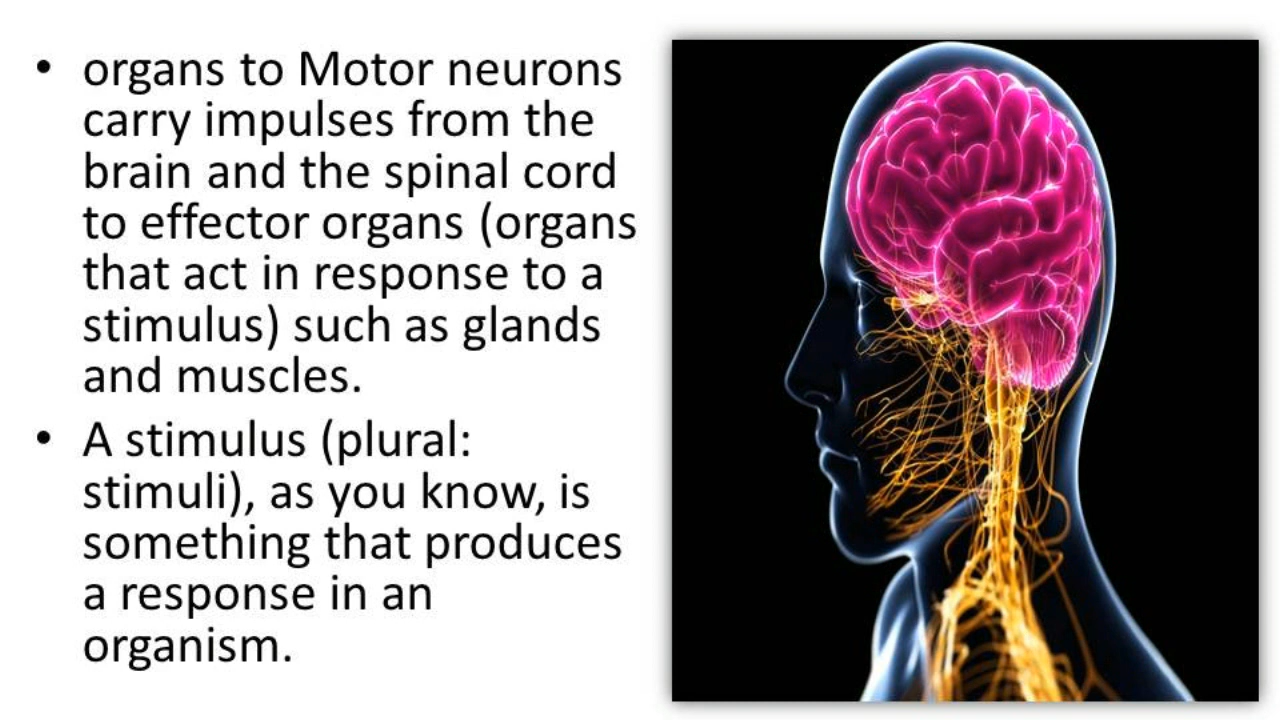 • organs to Motor neurons
carry impulses from the
brain and the spinal cord
to effector organs (organs
that act in response to a
stimulus) such as glands
and muscles.
• A stimulus (plural:
stimuli), as you know, is
something that produces
a response in an
organism.